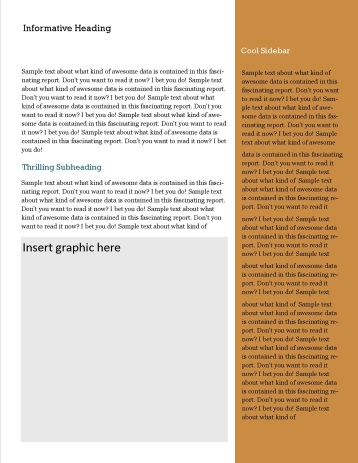 Informative Heading
Sample text about what kind of awesome data is contained in this fasci-
nating report. Don't you want to read it now? I bet you do! Sample text
about what kind of awesome data is contained in this fascinating report.
Don't you want to read it now? I bet you do! Sample text about what
kind of awesome data is contained in this fascinating report. Don't you
want to read it now? I bet you do! Sample text about what kind of awe-
some data is contained in this fascinating report. Don't you want to read
it now? I bet you do! Sample text about what kind of awesome data is
contained in this fascinating report. Don't you want to read it now? I bet
you do!
Thrilling Subheading
Sample text about what kind of awesome data is contained in this fasci-
nating report. Don't you want to read it now? I bet you do! Sample text
about what kind of awesome data is contained in this fascinating report.
Don't you want to read it now? I bet you do! Sample text about what
kind of awesome data is contained in this fascinating report. Don't you
want to read it now? I bet you do! Sample text about what kind of
Insert graphic here
Cool Sidebar
Sample text about what kind of
awesome data is contained in this
fascinating report. Don't you want
to read it now? I bet you do! Sam-
ple text about what kind of awe-
some data is contained in this fas-
cinating report. Don't you want to
read it now? I bet you do! Sample
text about what kind of awesome
data is contained in this fascinating
report. Don't you want to read it
now? I bet you do! Sample text
about what kind of awesome data
is contained in this fascinating re-
port. Don't you want to read it
now? I bet you do! Sample text
about what kind of awesome data
is contained in this fascinating re-
port. Don't you want to read it
now? I bet you do! Sample text
about what kind of
about what kind of awesome data
is contained in this fascinating re-
port. Don't you want to read it
now? I bet you do! Sample text
about what kind of Sample text
about what kind of awesome data
is contained in this fascinating re-
port. Don't you want to read it
now? I bet you do! Sample text
about what kind of awesome data
is contained in this fascinating re-
port. Don't you want to read it
now? I bet you do! Sample text
about what kind of awesome data
is contained in this fascinating re-
port. Don't you want to read it
now? I bet you do! Sample text
about what kind of